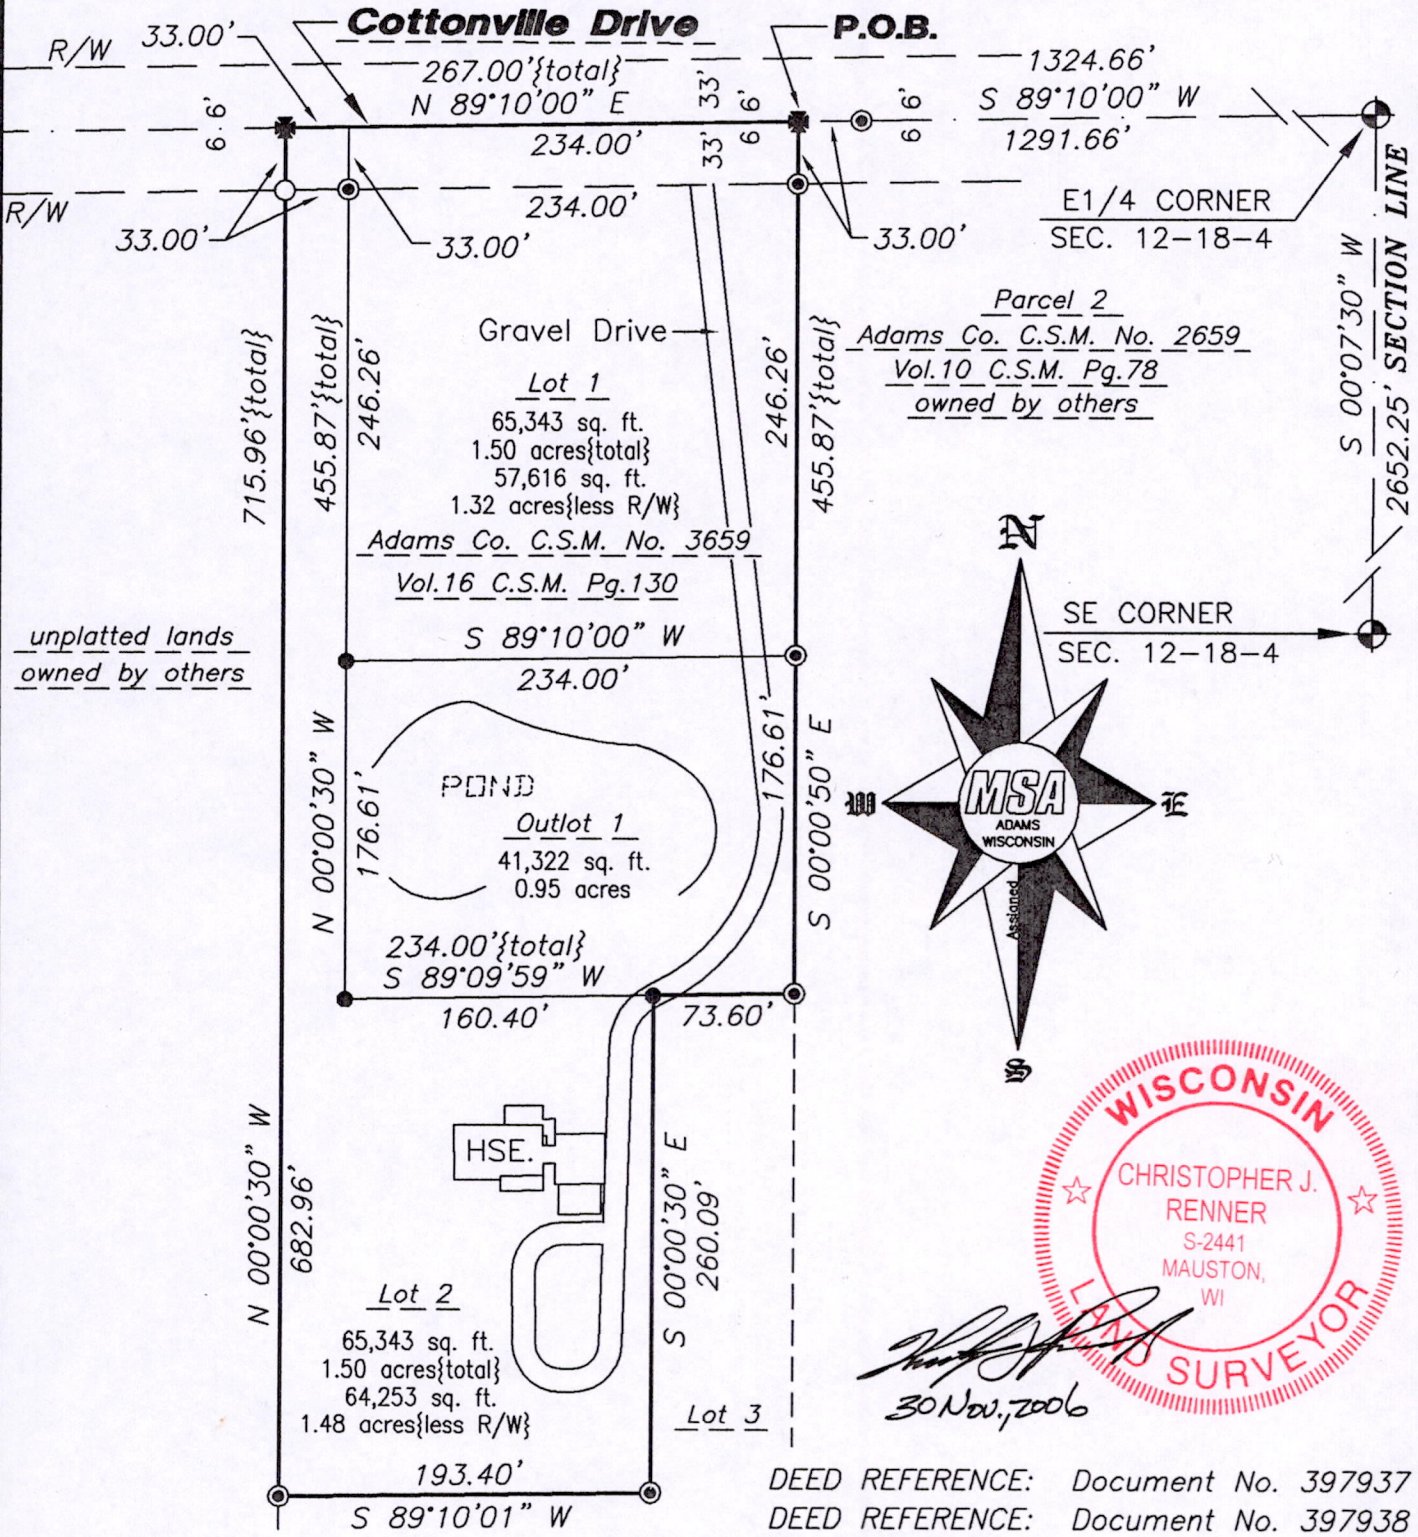 Cottonville Drive
P.O.B.
R/W
33.00'
267.00'{total}
N 89°10'00" E
33'
1324.66'
S 89°10'00" W
6.6'
6.6'
6.6'
234.00'
33'
6.6'
6.6'
1291.66'
R/W
33.00'
33.00'
234.00'
33.00'
E1/4 CORNER
SEC. 12-18-4
S 00°07'30" W
2652.25' SECTION LINE
Parcel 2
Adams Co. C.S.M. No. 2659
Vol.10 C.S.M. Pg.78
owned by others
715.96'{total}
455.87'{total}
246.26'
Gravel Drive
246.26'
455.87'{total}
Lot 1
65,343 sq. ft.
1.50 acres{total}
57,616 sq. ft.
1.32 acres{less R/W}
Adams Co. C.S.M. No. 3659
Vol.16 C.S.M. Pg.130
unplatted lands
owned by others
S 89°10'00" W
234.00'
N
SE CORNER
SEC. 12-18-4
N 00°00'30" W
176.61'
POND
Outlot 1
41,322 sq. ft.
0.95 acres
176.61'
S 00°00'50" E
W
MSA
ADAMS
WISCONSIN
E
Assigned
S
234.00'{total}
S 89°09'59" W
160.40'
73.60'
N 00°00'30" W
682.96'
HSE.
S 00°00'30" E
260.09'
Lot 2
65,343 sq. ft.
1.50 acres{total}
64,253 sq. ft.
1.48 acres{less R/W}
Lot 3
193.40'
S 89°10'01" W
WISCONSIN
CHRISTOPHER J.
RENNER
S-2441
MAUSTON,
WI
LAND SURVEYOR
30 Nov., 2006
DEED REFERENCE: Document No. 397937
DEED REFERENCE: Document No. 397938